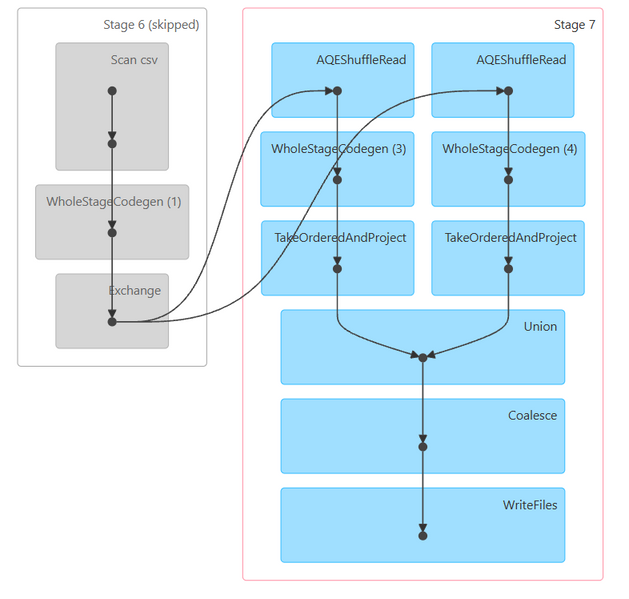 Stage 6 (skipped)
Scan csv
WholeStageCodegen (1)
Exchange
Stage 7
AQEShuffleRead
AQEShuffleRead
WholeStageCodegen (3)
WholeStageCodegen (4)
TakeOrderedAndProject
TakeOrderedAndProject
Union
Coalesce
WriteFiles